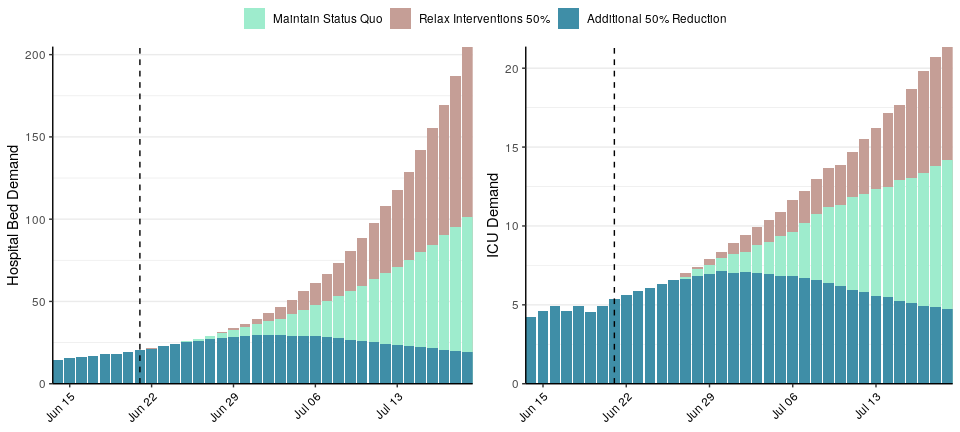 Maintain Status Quo Relax Interventions 50% Additional 50% Reduction
Hospital Bed Demand
200
150
100
50
0
Jun 15 Jun 22 Jun 29 Jul 06 Jul 13
ICU Demand
20
15
10
5
0
Jun 15 Jun 22 Jun 29 Jul 06 Jul 13